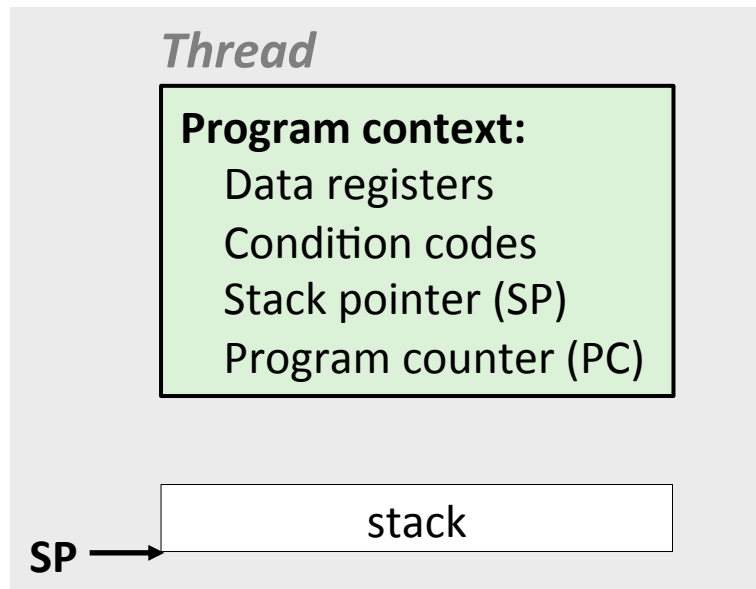 Thread
Program context:
Data registers
Condition codes
Stack pointer (SP)
Program counter (PC)
stack
SP